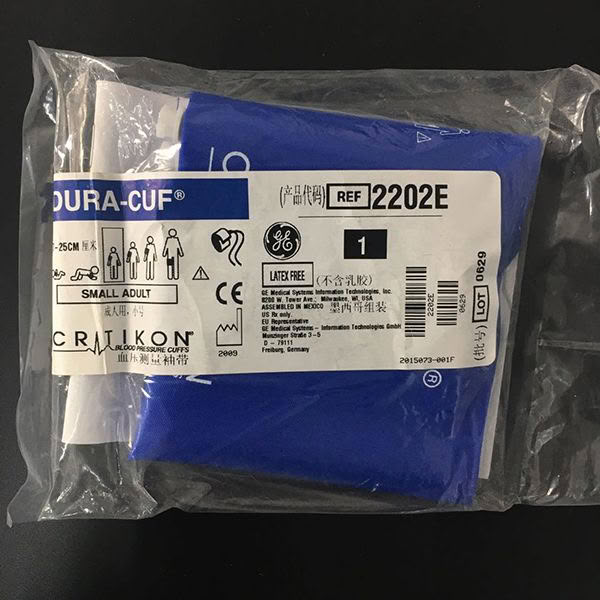 DURA-CUF®
(产品代码) REF 2202E
-25CM 厘米
SMALL ADULT
成人用，小号
CRITIKON
BLOOD PRESSURE CUFFS
血压测量袖带
GE
1
LATEX FREE (不含乳胶)
GE Medical Systems Information Technologies, Inc.
8200 W. Tower Ave.; Milwaukee, WI, USA
ASSEMBLED IN MEXICO 墨西哥组装
US Rx only.
EU Representative
GE Medical Systems - Information Technologies GmbH
Munzinger Straße 3-5
D - 79111
Freiburg, Germany
CE
2009
2202E
0629
2015073-001F
(批号) LOT 0629
®